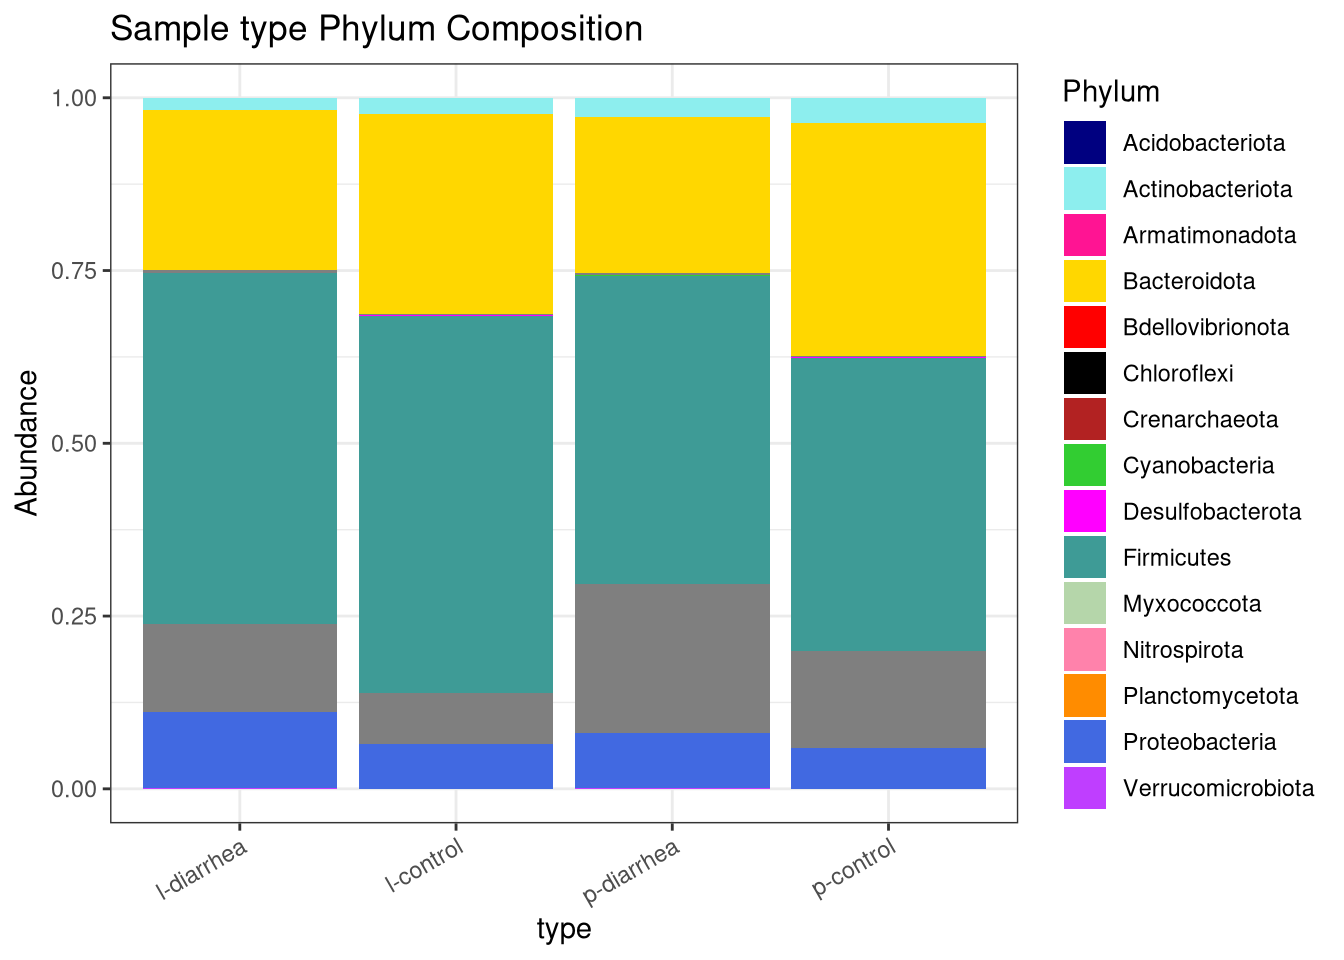 Sample type Phylum Composition
1.00
0.75
0.50
0.25
0.00
Abundance
l-diarrhea
l-control
p-diarrhea
p-control
type
Phylum
Acidobacteriota
Actinobacteriota
Armatimonadota
Bacteroidota
Bdellovibrionota
Chloroflexi
Crenarchaeota
Cyanobacteria
Desulfobacterota
Firmicutes
Myxococcota
Nitrospirota
Planctomycetota
Proteobacteria
Verrucomicrobiota